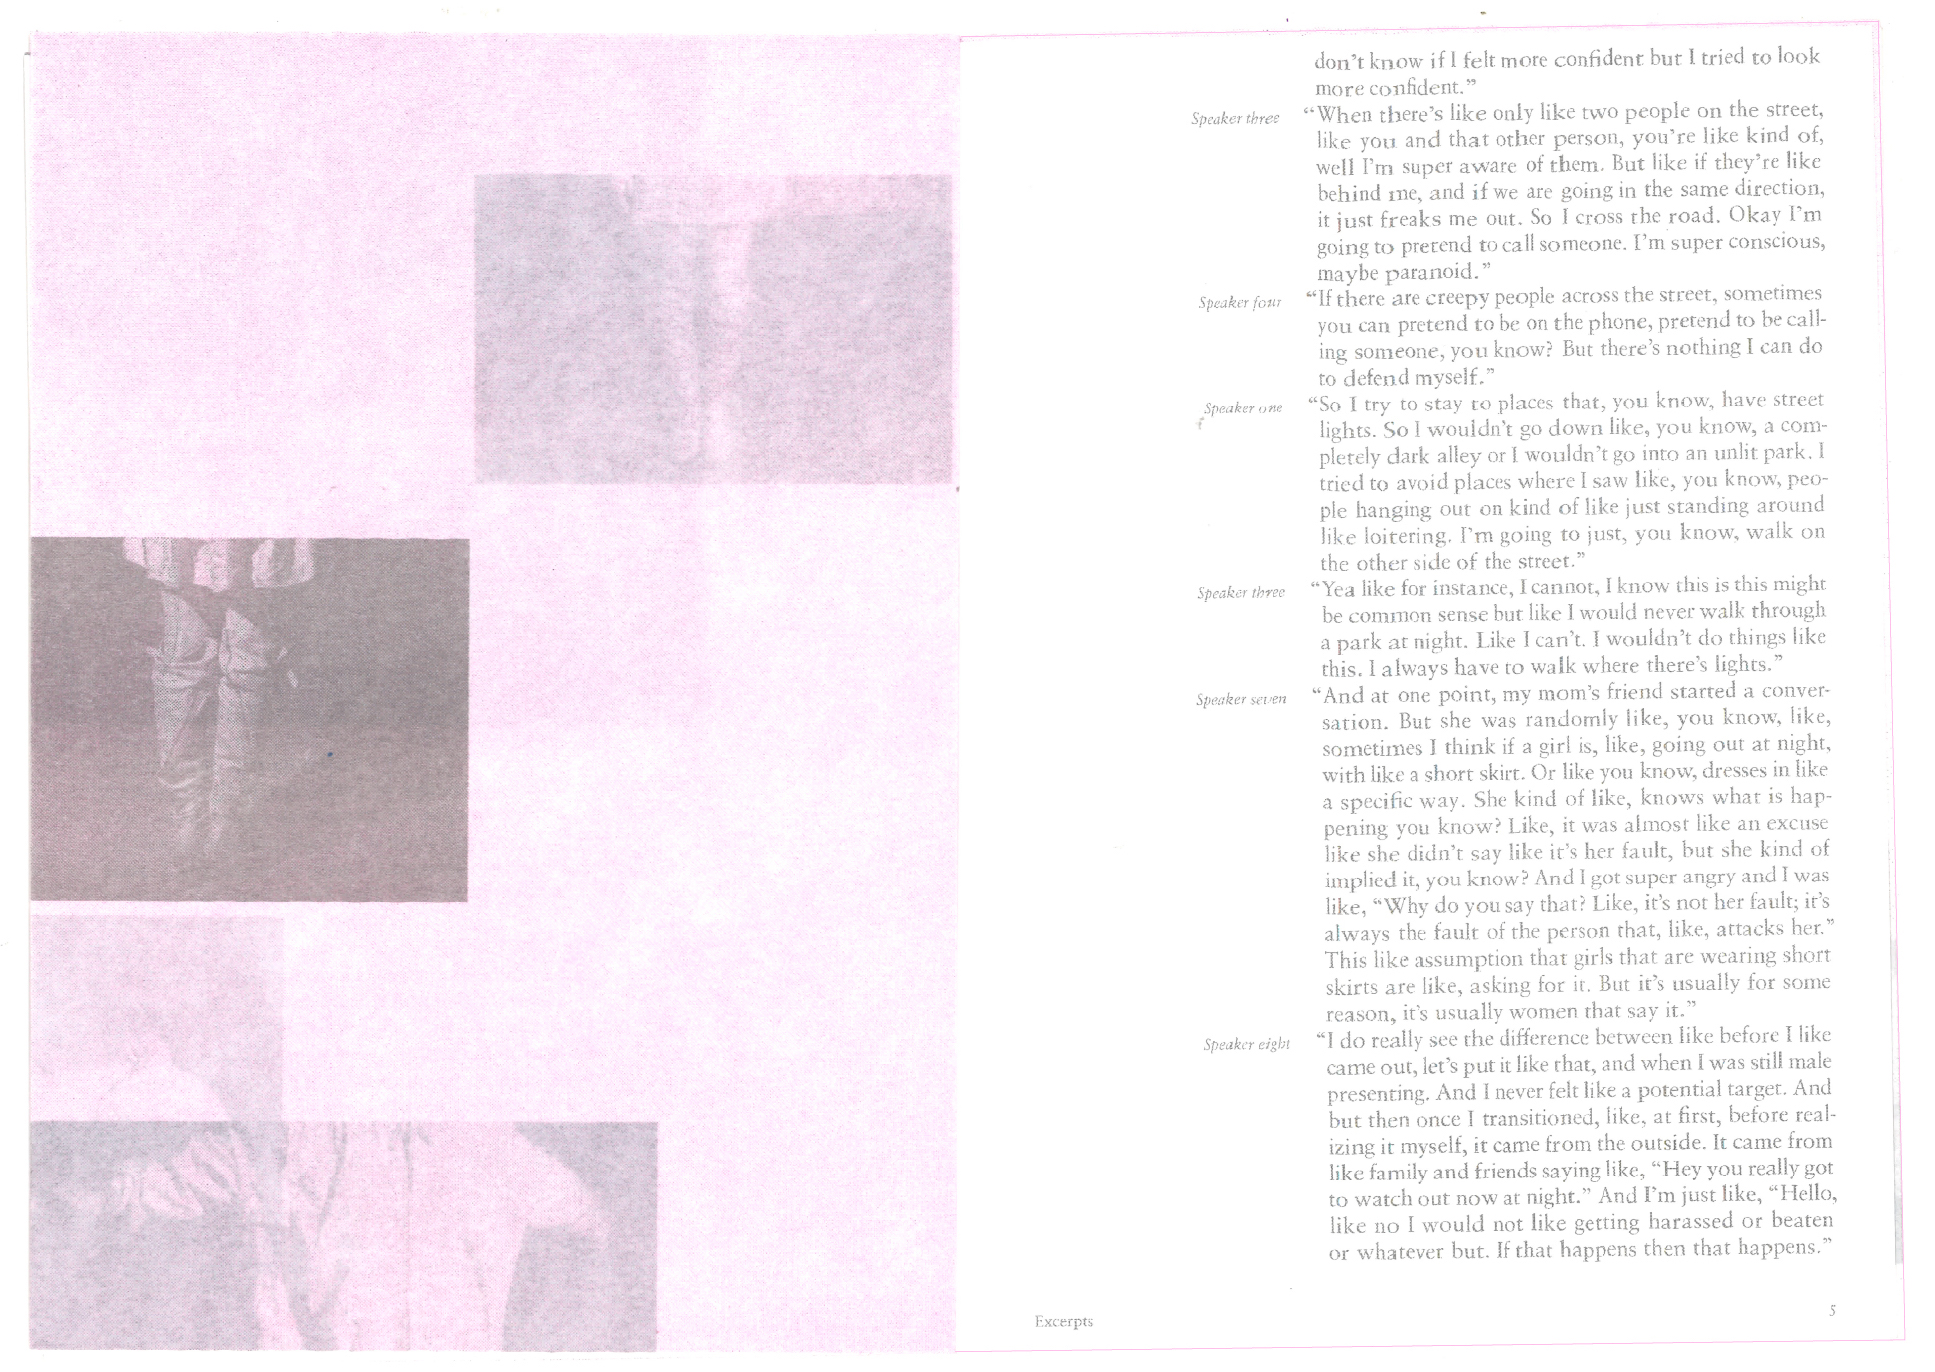 don't know if I felt more confident but I tried to look
more confident."
Speaker three "When there's like only like two people on the street,
like you and that other person, you're like kind of,
well I'm super aware of them. But like if they're like
behind me, and if we are going in the same direction,
it just freaks me out. So I cross the road. Okay I'm
going to pretend to call someone. I'm super conscious,
maybe paranoid."
Speaker four "If there are creepy people across the street, sometimes
you can pretend to be on the phone, pretend to be call-
ing someone, you know? But there's nothing I can do
to defend myself."
Speaker one "So I try to stay to places that, you know, have street
lights. So I wouldn't go down like, you know, a com-
pletely dark alley or I wouldn't go into an unlit park. I
tried to avoid places where I saw like, you know, peo-
ple hanging out on kind of like just standing around
like loitering. I'm going to just, you know, walk on
the other side of the street."
Speaker three "Yea like for instance, I cannot, I know this is this might
be common sense but like I would never walk through
a park at night. Like I can't. I wouldn't do things like
this. I always have to walk where there's lights."
Speaker seven "And at one point, my mom's friend started a conver-
sation. But she was randomly like, you know, like,
sometimes I think if a girl is, like, going out at night,
with like a short skirt. Or like you know, dresses in like
a specific way. She kind of like, knows what is hap-
pening you know? Like, it was almost like an excuse
like she didn't say like it's her fault, but she kind of
implied it, you know? And I got super angry and I was
like, "Why do you say that? Like, it's not her fault; it's
always the fault of the person that, like, attacks her."
This like assumption that girls that are wearing short
skirts are like, asking for it. But it's usually for some
reason, it's usually women that say it."
Speaker eight "I do really see the difference between like before I like
came out, let's put it like that, and when I was still male
presenting. And I never felt like a potential target. And
but then once I transitioned, like, at first, before real-
izing it myself, it came from the outside. It came from
like family and friends saying like, "Hey you really got
to watch out now at night." And I'm just like, "Hello,
like no I would not like getting harassed or beaten
or whatever but. If that happens then that happens."
Excerpts 5